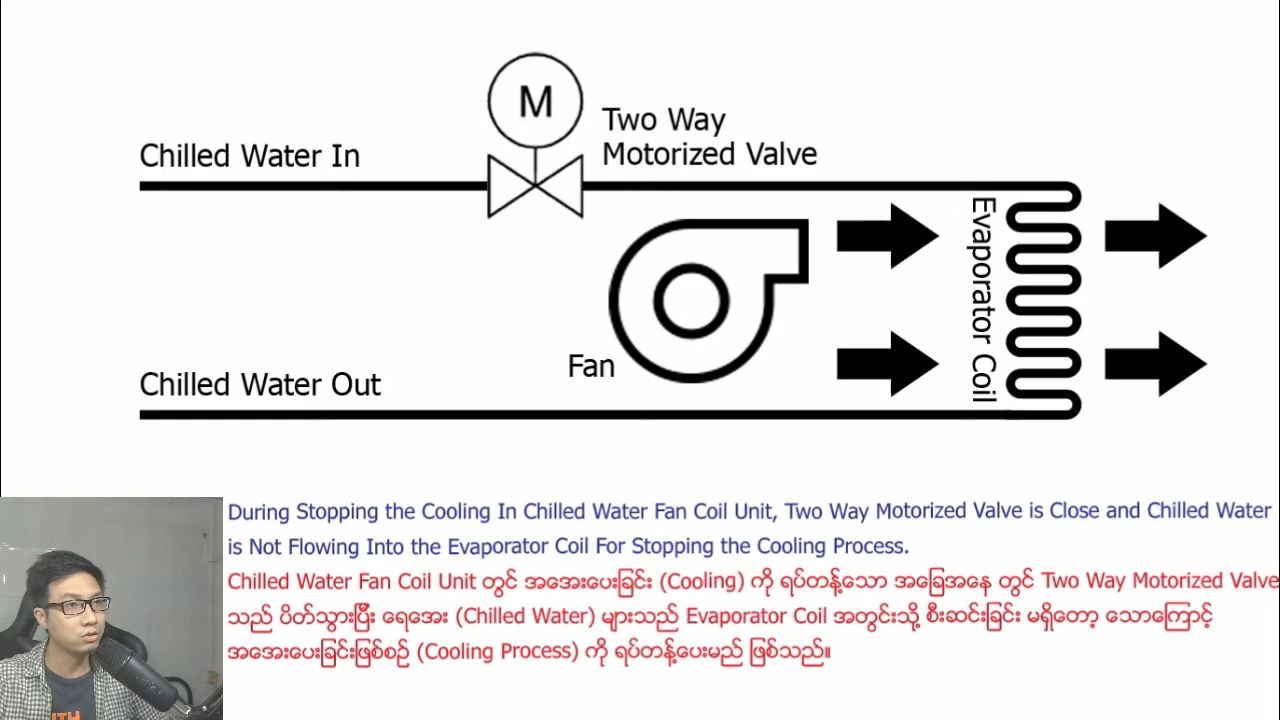 M
Two Way
Motorized Valve
Chilled Water In
Evaporator Coil
Fan
Chilled Water Out
During Stopping the Cooling In Chilled Water Fan Coil Unit, Two Way Motorized Valve is Close and Chilled Water
is Not Flowing Into the Evaporator Coil For Stopping the Cooling Process.
Chilled Water Fan Coil Unit တွင် အအေးပေးခြင်း (Cooling) ကို ရပ်တန့်သော အခြေအနေ တွင် Two Way Motorized Valve
သည် ပိတ်သွားပြီး ရေအေး (Chilled Water) များသည် Evaporator Coil အတွင်းသို့ စီးဆင်းခြင်း မရှိတော့ သောကြောင့်
အအေးပေးခြင်းဖြစ်စဉ် (Cooling Process) ကို ရပ်တန့်ပေးမည် ဖြစ်သည်။